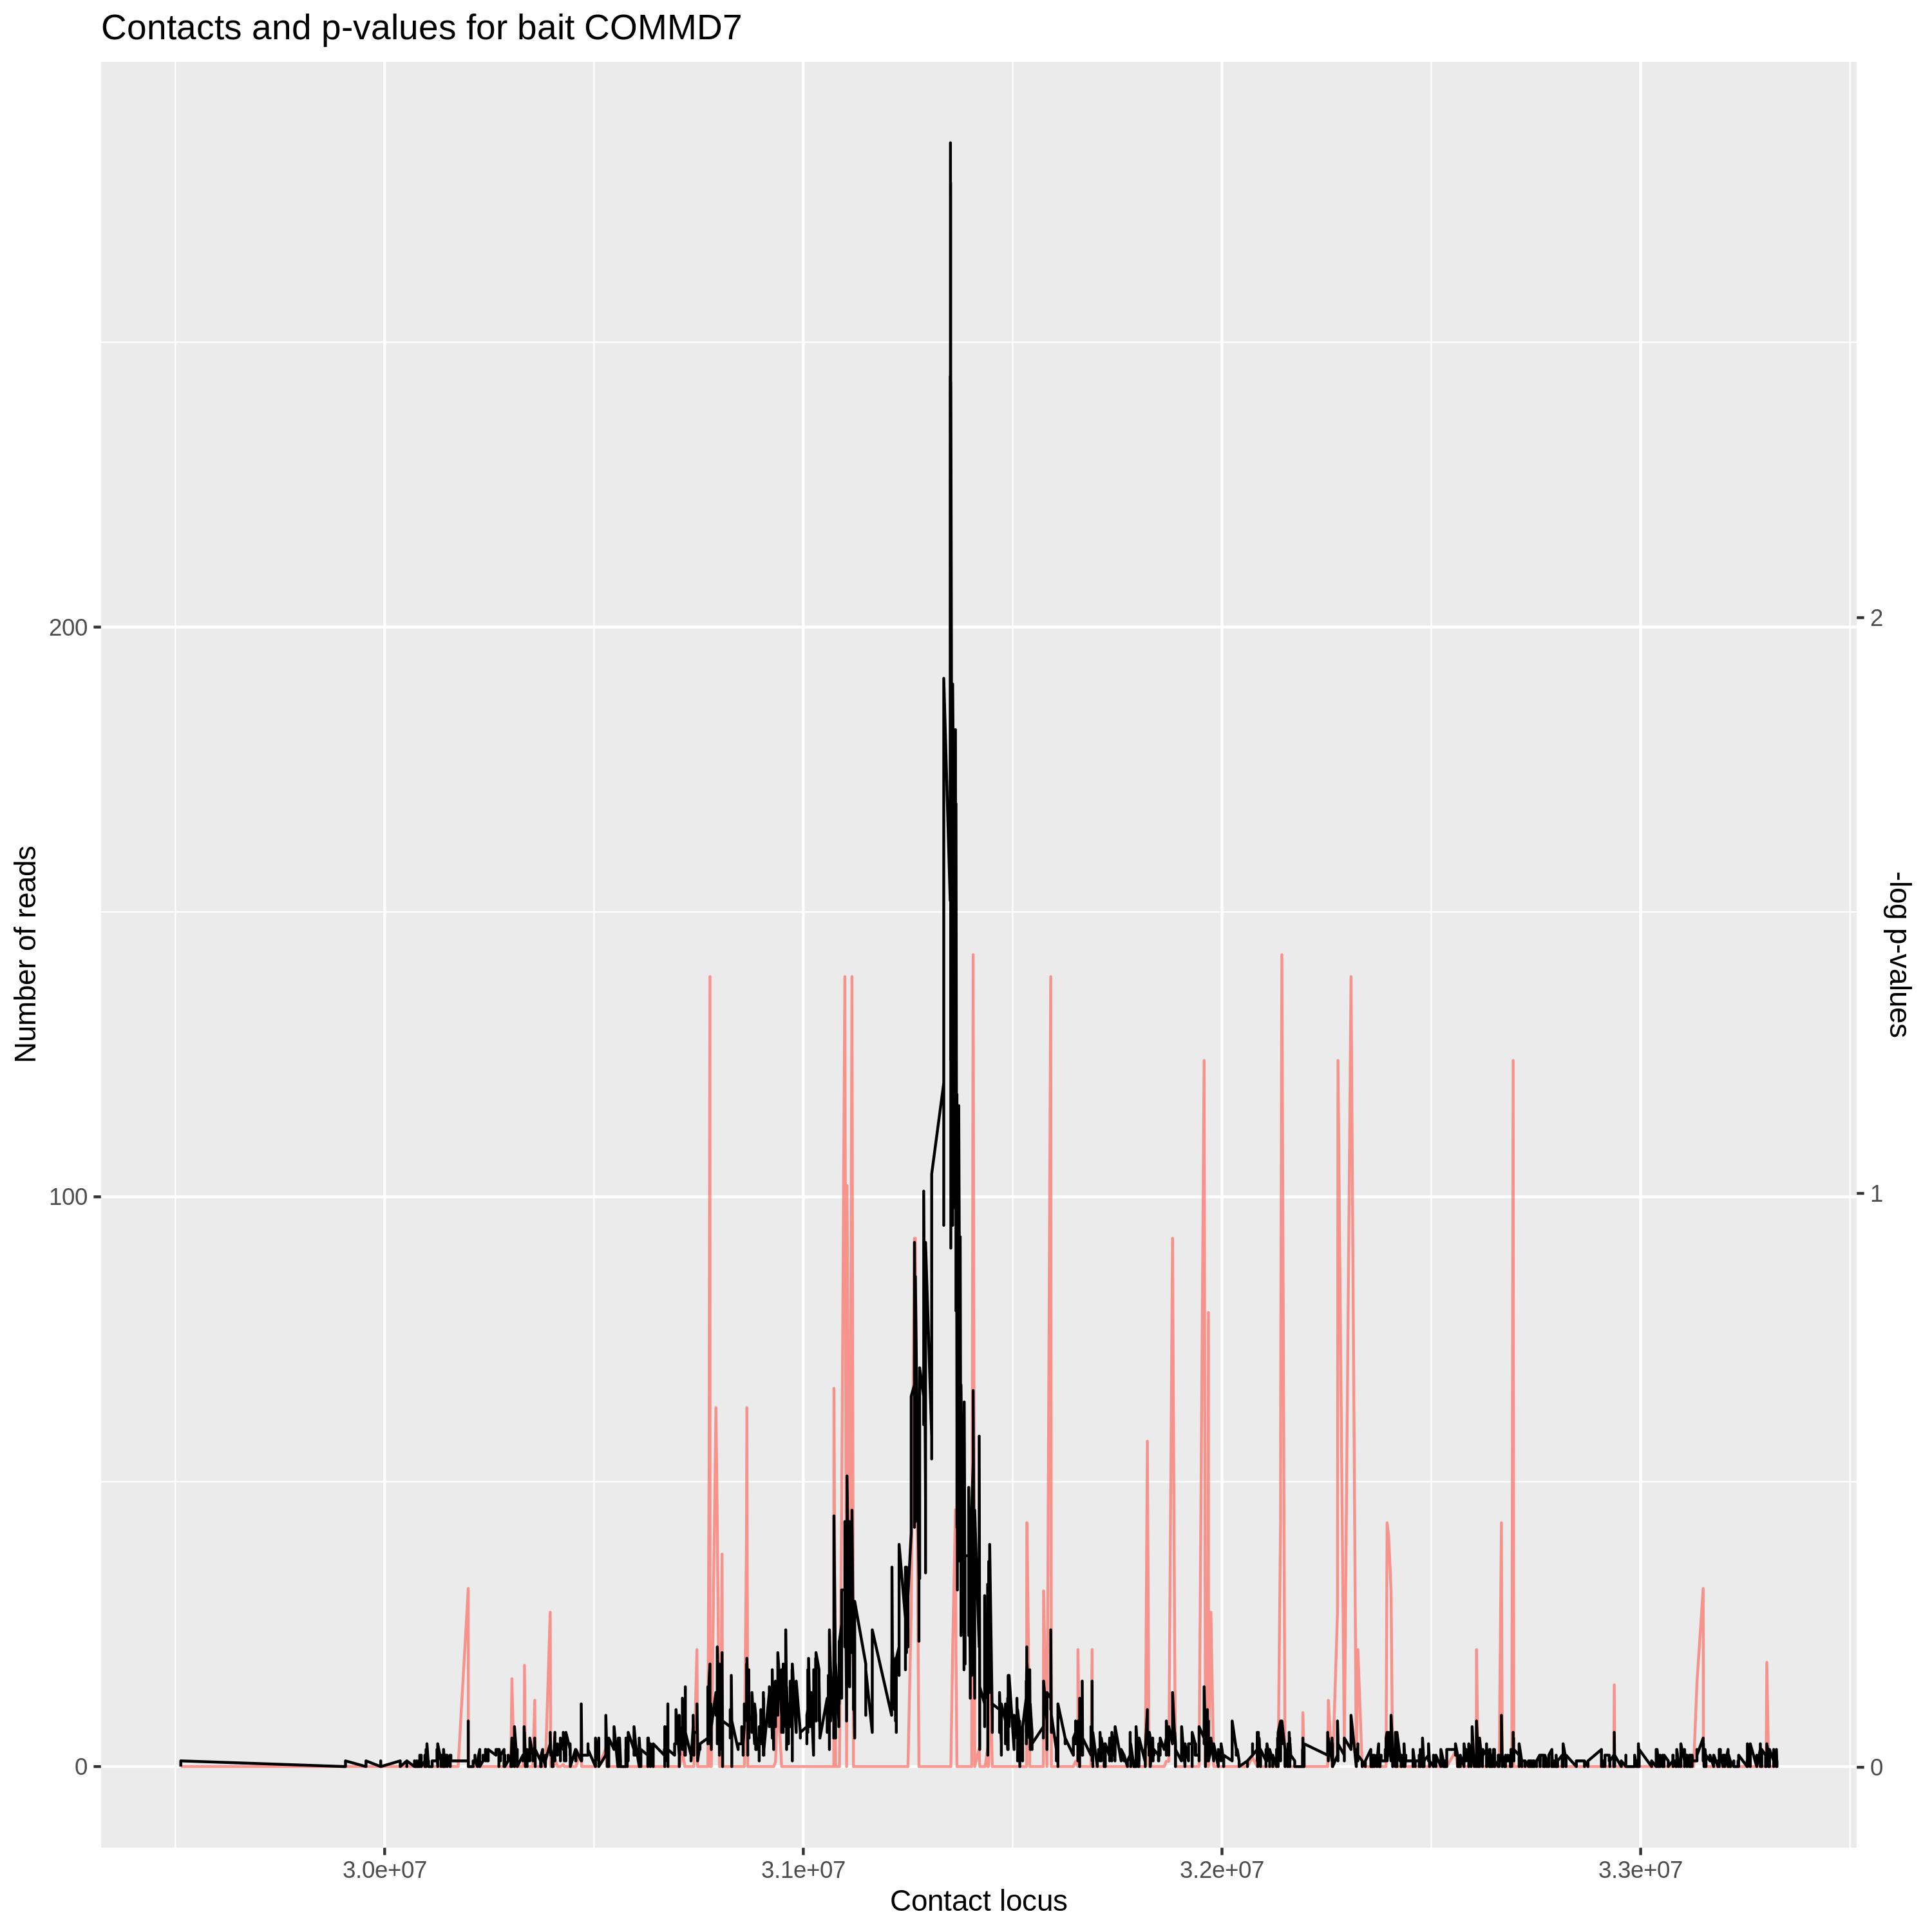 Contacts and p-values for bait COMMD7
Number of reads
200
100
0
2
1
0
-log p-values
3.0e+07
3.1e+07
3.2e+07
3.3e+07
Contact locus